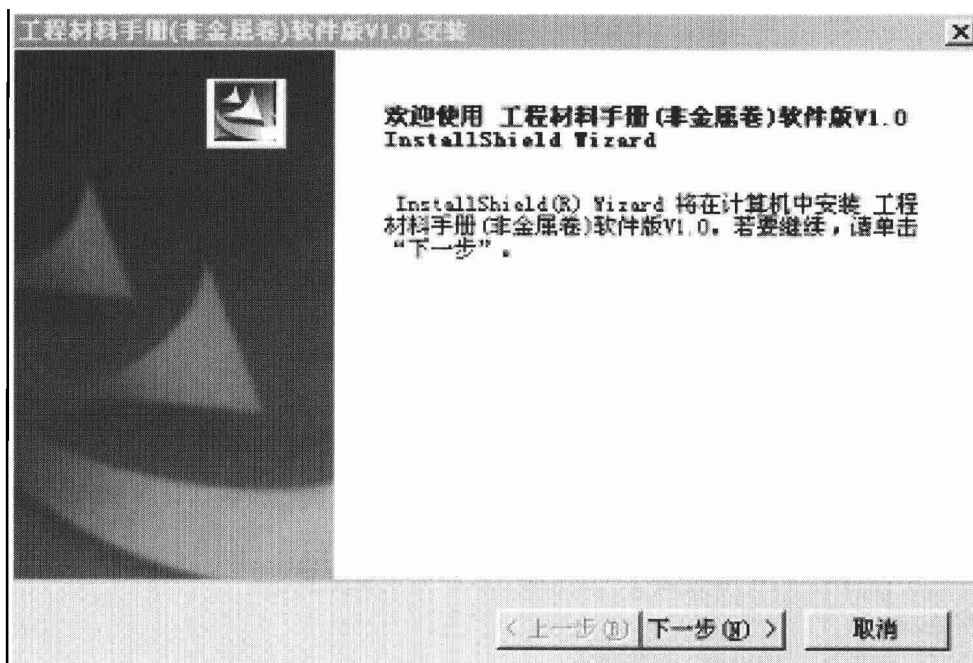 工程材料手册(非金属卷)软件版V1.0 安装
欢迎使用 工程材料手册(非金属卷)软件版V1.0
InstallShield Wizard
InstallShield(R) Wizard 将在计算机中安装 工程
材料手册(非金属卷)软件版V1.0。若要继续，请单击
“下一步”。
< 上一步(B) 下一步(N) > 取消